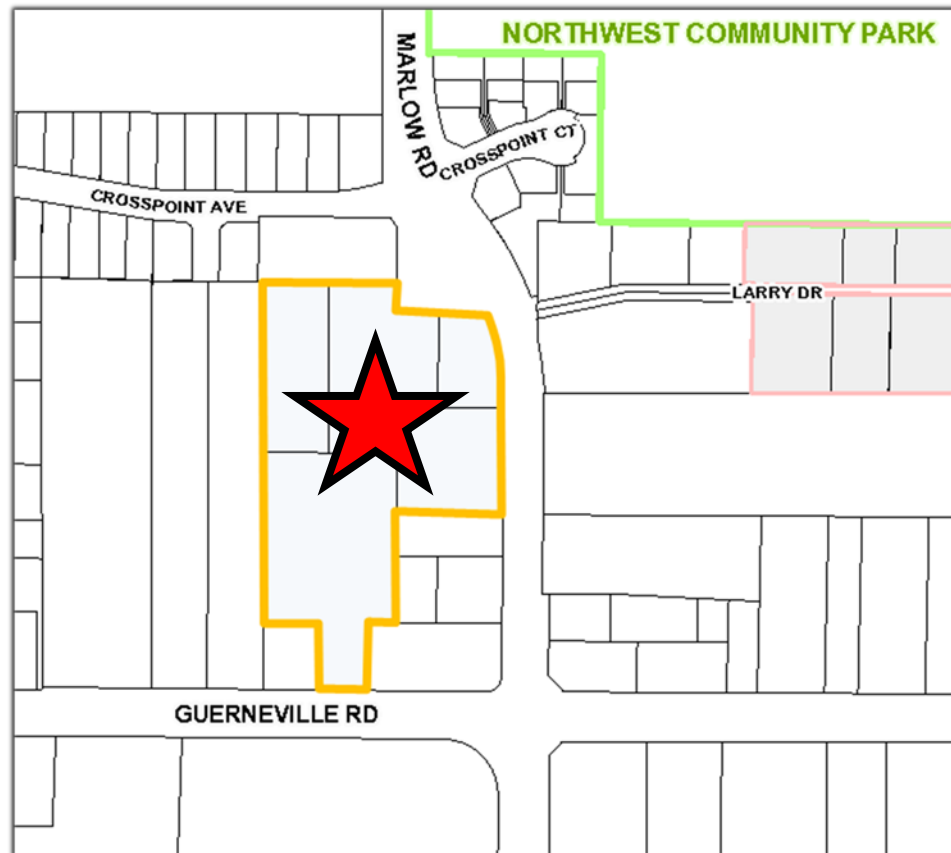 NORTHWEST COMMUNITY PARK
MARLOW RD
CROSSPOINT CT
CROSSPOINT AVE
LARRY DR
GUERNEVILLE RD